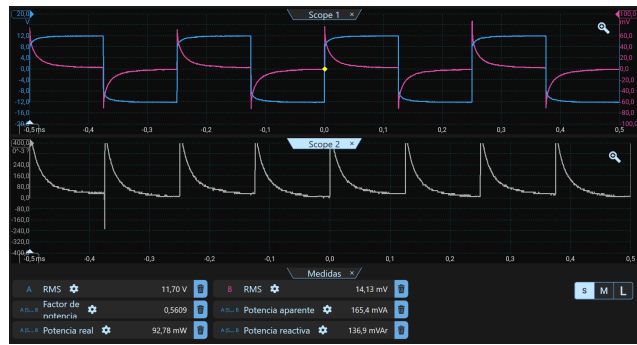 Scope 1 ×
20,0 100,0
V mV
12,0 60,0
8,0 40,0
4,0 20,0
0,0 0,0
-4,0 -20,0
-8,0 -40,0
-12,0 -60,0
-16,0 -80,0
-20,0 -100,0
-0,5 ms -0,4 -0,3 -0,2 -0,1 0,0 0,1 0,2 0,3 0,4 0,5
Scope 2 ×
400,0
240,0
160,0
80,0
0,0
-80,0
-160,0
-240,0
-320,0
-400,0
-0,5 ms -0,4 -0,3 -0,2 -0,1 0,0 0,1 0,2 0,3 0,4 0,5
Medidas ×
A RMS 11,70 V B RMS 14,13 mV S M L
Factor de potencia 0,5609 Potencia aparente 165,4 mVA
Potencia real 92,78 mW Potencia reactiva 136,9 mVAr